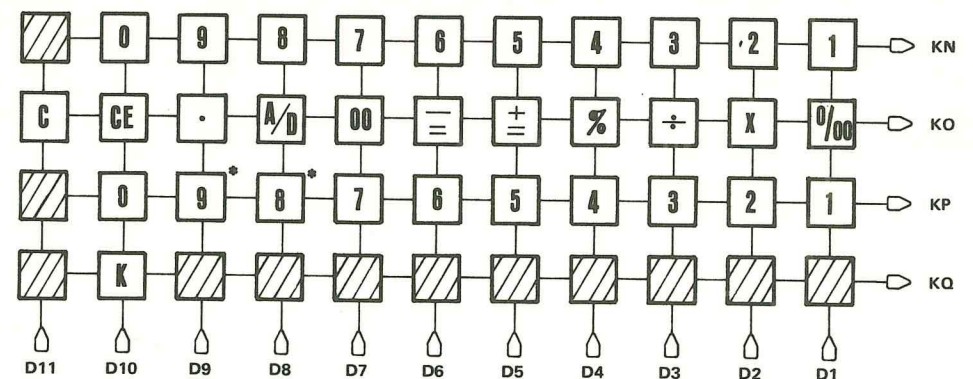 0 9 8 7 6 5 4 3 2 1 KN
C CE . A/D 00 − = + = % ÷ X 0/00 KO
0 9* 8* 7 6 5 4 3 2 1 KP
K KQ
D11 D10 D9 D8 D7 D6 D5 D4 D3 D2 D1